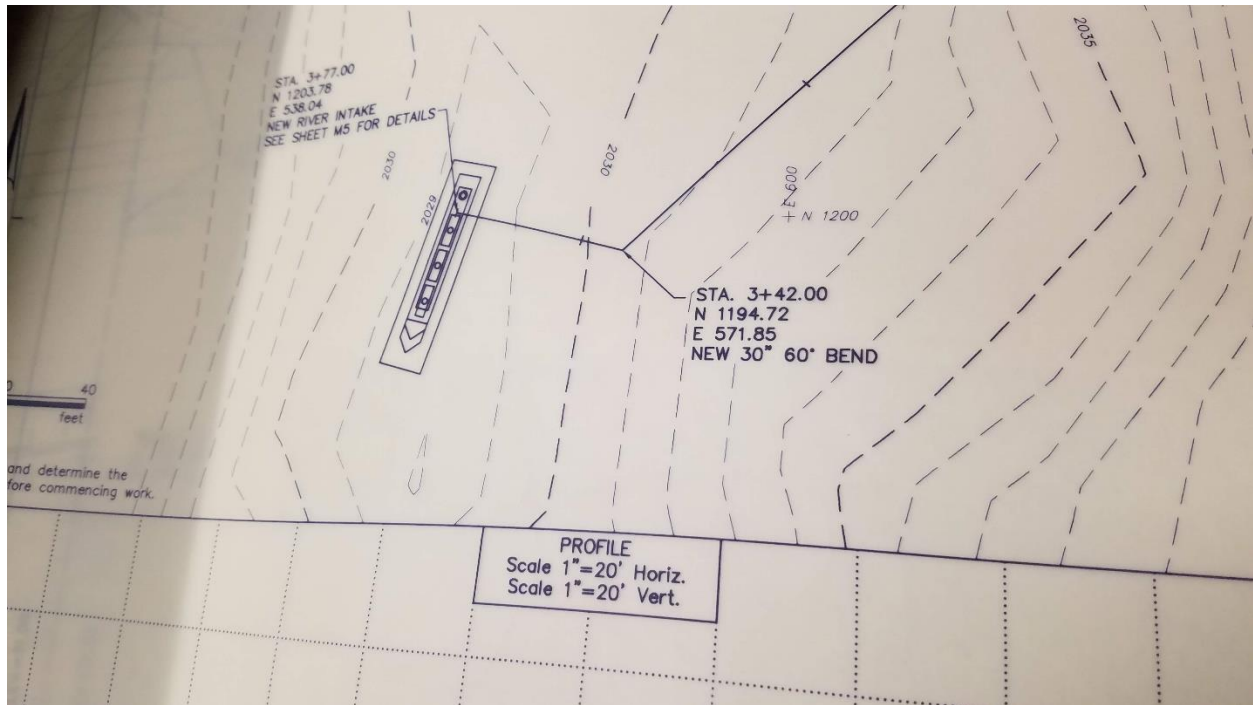 STA. 3+77.00
N 1203.78
E 538.04
NEW RIVER INTAKE
SEE SHEET M5 FOR DETAILS
2035
2030
2030
2029
E 600
N 1200
STA. 3+42.00
N 1194.72
E 571.85
NEW 30" 60° BEND
40
feet
and determine the
fore commencing work.
PROFILE
Scale 1"=20' Horiz.
Scale 1"=20' Vert.